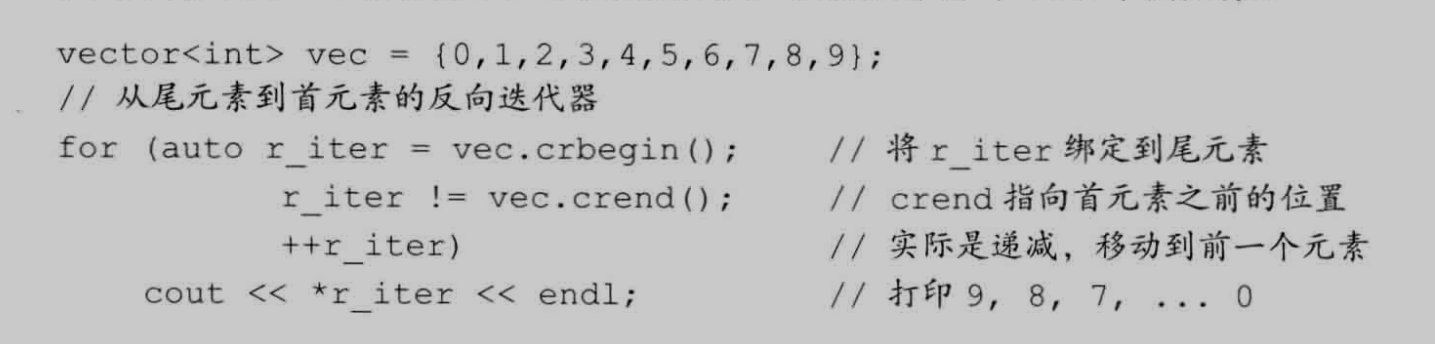 vector<int> vec = {0,1,2,3,4,5,6,7,8,9};
// 从尾元素到首元素的反向迭代器
for (auto r_iter = vec.crbegin(); // 将 r_iter 绑定到尾元素
r_iter != vec.crend(); // crend 指向首元素之前的位置
++r_iter) // 实际是递减，移动到前一个元素
cout << *r_iter << endl; // 打印 9, 8, 7, ... 0